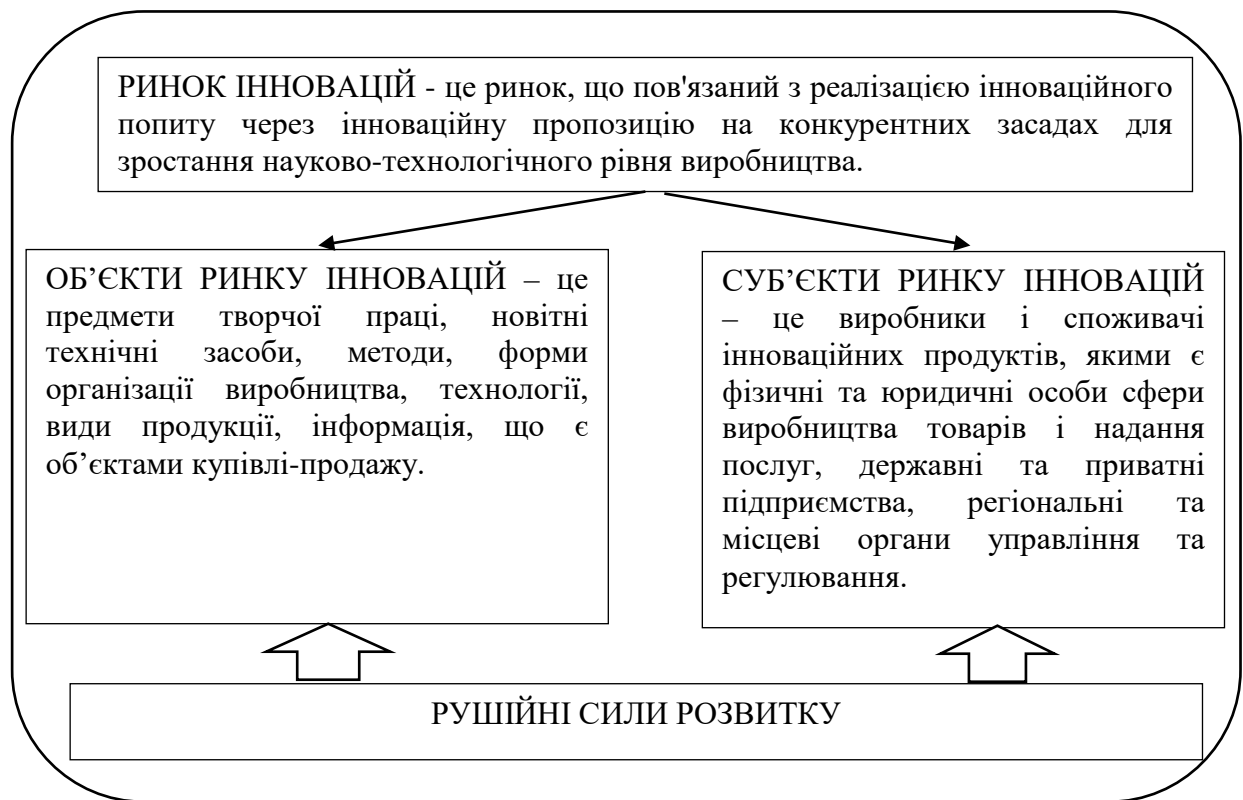 РИНОК ІННОВАЦІЙ - це ринок, що пов'язаний з реалізацією інноваційного
попиту через інноваційну пропозицію на конкурентних засадах для
зростання науково-технологічного рівня виробництва.
ОБ’ЄКТИ РИНКУ ІННОВАЦІЙ – це
предмети творчої праці, новітні
технічні засоби, методи, форми
організації виробництва, технології,
види продукції, інформація, що є
об’єктами купівлі-продажу.
СУБ’ЄКТИ РИНКУ ІННОВАЦІЙ
– це виробники і споживачі
інноваційних продуктів, якими є
фізичні та юридичні особи сфери
виробництва товарів і надання
послуг, державні та приватні
підприємства, регіональні та
місцеві органи управління та
регулювання.
РУШІЙНІ СИЛИ РОЗВИТКУ